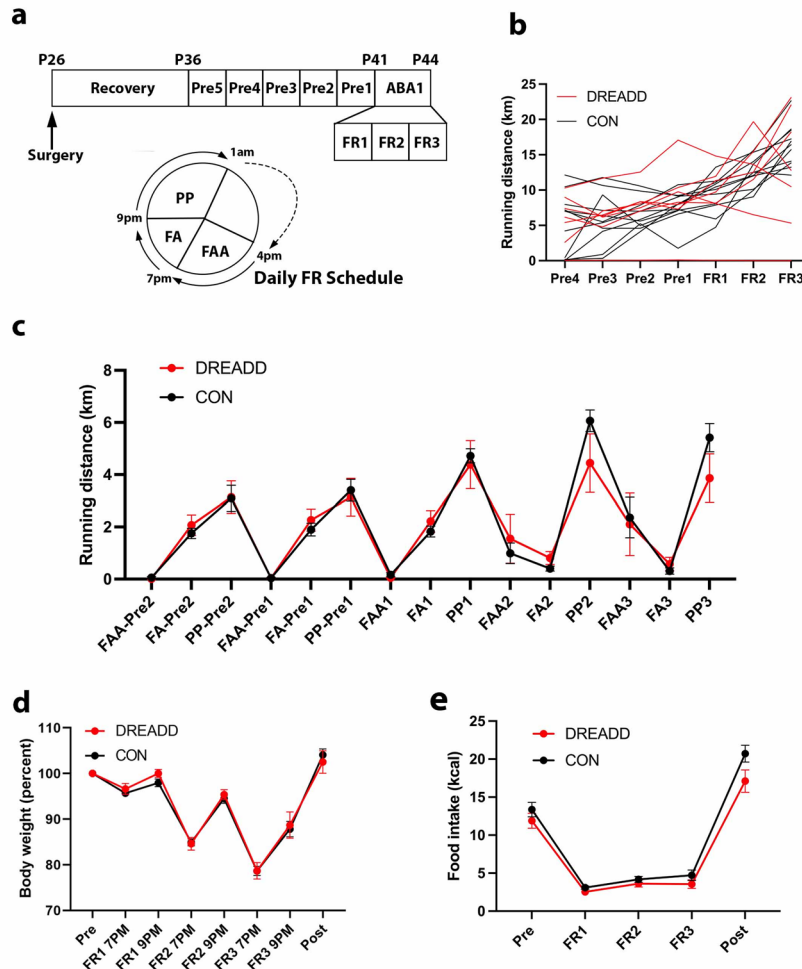 a
P26 P36 P41 P44
Recovery Pre5 Pre4 Pre3 Pre2 Pre1 ABA1
FR1 FR2 FR3
Surgery
1am
PP
9pm
FA
FAA
4pm
7pm
Daily FR Schedule
b
25
20
15
10
5
0
Running distance (km)
DREADD
CON
Pre4 Pre3 Pre2 Pre1 FR1 FR2 FR3
c
8
6
4
2
0
Running distance (km)
DREADD
CON
FAA-Pre2 FA-Pre2 PP-Pre2 FAA-Pre1 FA-Pre1 PP-Pre1 FAA1 FA1 PP1 FAA2 FA2 PP2 FAA3 FA3 PP3
d
110
100
90
80
70
Body weight (percent)
DREADD
CON
Pre FR1 7PM FR1 9PM FR2 7PM FR2 9PM FR3 7PM FR3 9PM Post
e
25
20
15
10
5
0
Food intake (kcal)
DREADD
CON
Pre FR1 FR2 FR3 Post